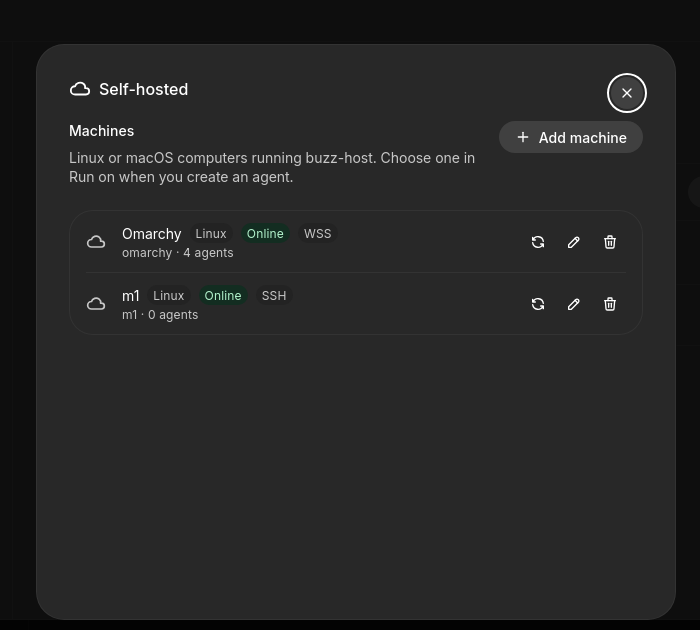 Self-hosted
Machines
Add machine
Linux or macOS computers running buzz-host. Choose one in
Run on when you create an agent.
Omarchy Linux Online WSS
omarchy · 4 agents
m1 Linux Online SSH
m1 · 0 agents